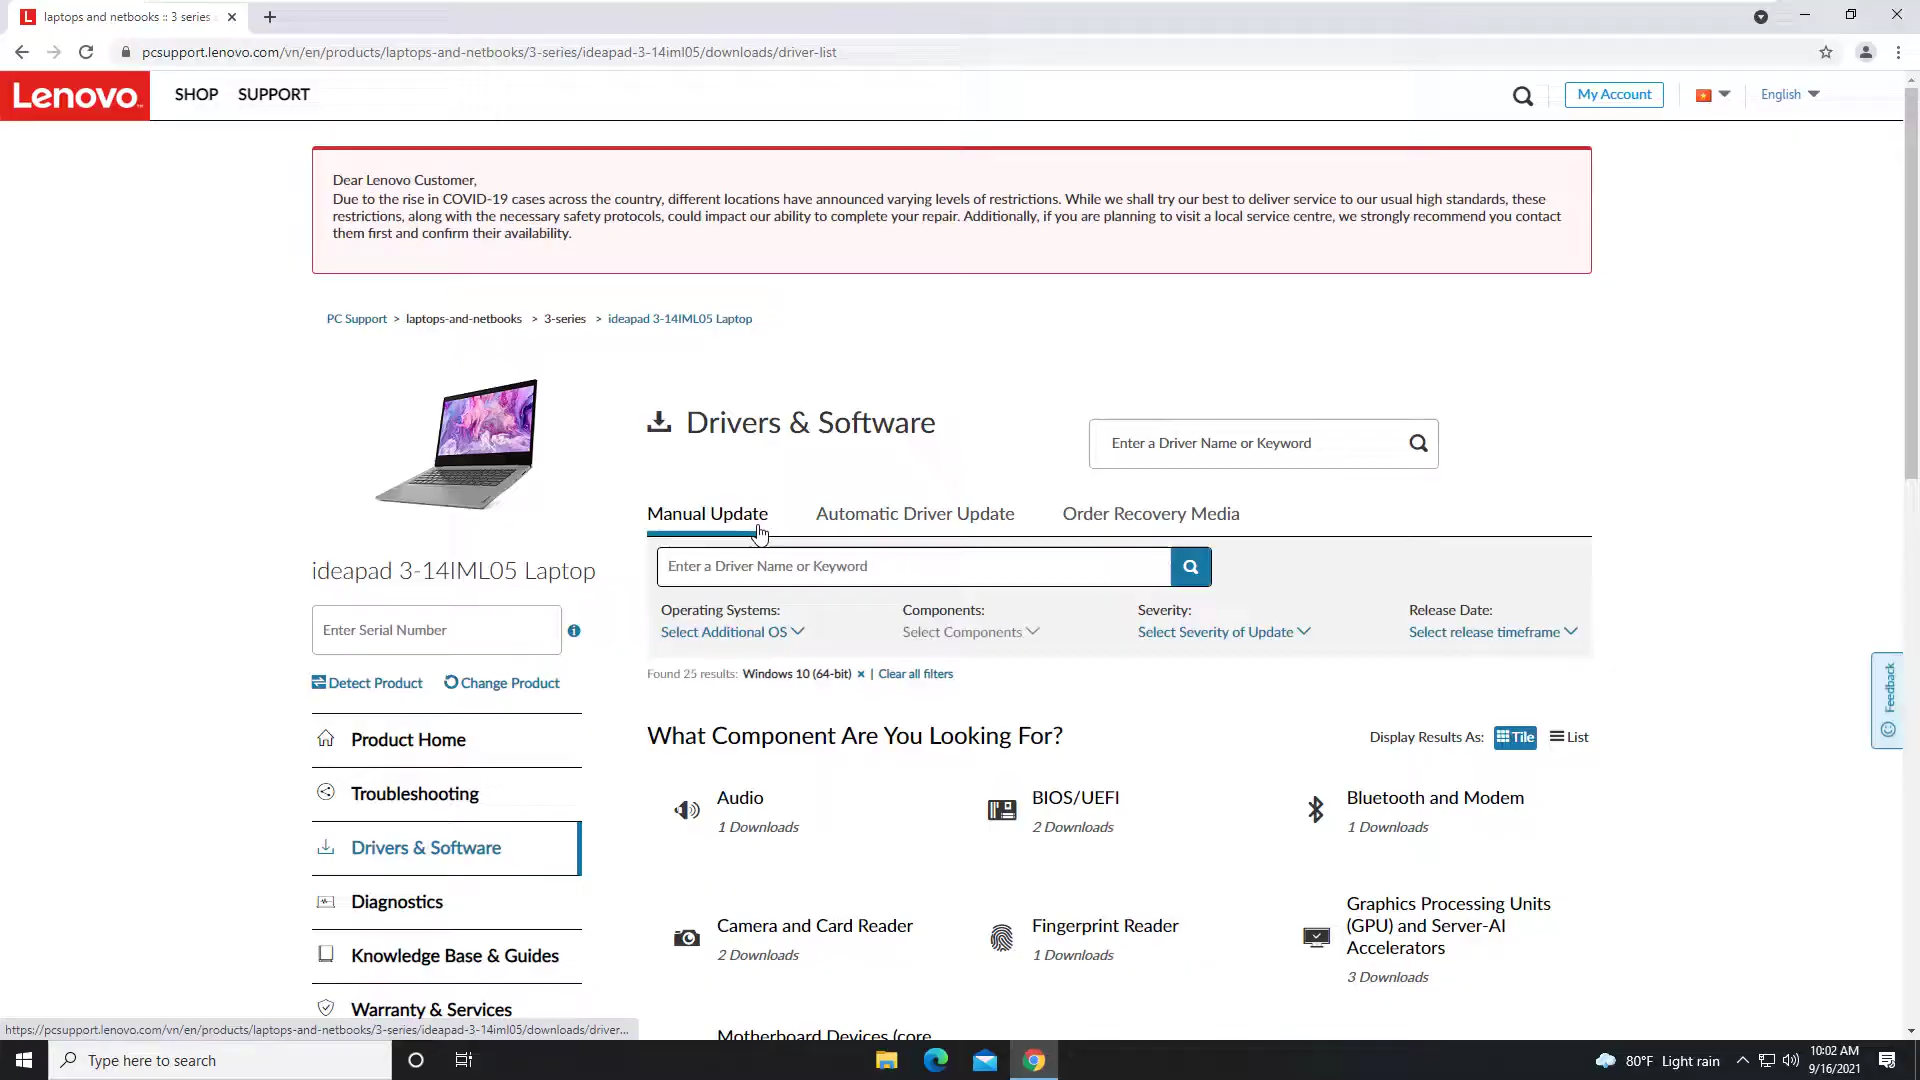 laptops and netbooks :: 3 series
pcsupport.lenovo.com/vn/en/products/laptops-and-netbooks/3-series/ideapad-3-14iml05/downloads/driver-list
Lenovo
SHOP
SUPPORT
My Account
English
Dear Lenovo Customer,
Due to the rise in COVID-19 cases across the country, different locations have announced varying levels of restrictions. While we shall try our best to deliver service to our usual high standards, these
restrictions, along with the necessary safety protocols, could impact our ability to complete your repair. Additionally, if you are planning to visit a local service centre, we strongly recommend you contact
them first and confirm their availability.
PC Support > laptops-and-netbooks > 3-series > ideapad 3-14IML05 Laptop
Drivers & Software
Enter a Driver Name or Keyword
Manual Update
Automatic Driver Update
Order Recovery Media
Enter a Driver Name or Keyword
Operating Systems:
Select Additional OS
Components:
Select Components
Severity:
Select Severity of Update
Release Date:
Select release timeframe
Found 25 results: Windows 10 (64-bit) × | Clear all filters
ideapad 3-14IML05 Laptop
Enter Serial Number
Detect Product
Change Product
Product Home
Troubleshooting
Drivers & Software
Diagnostics
Knowledge Base & Guides
Warranty & Services
What Component Are You Looking For?
Display Results As:
Tile
List
Audio
1 Downloads
BIOS/UEFI
2 Downloads
Bluetooth and Modem
1 Downloads
Camera and Card Reader
2 Downloads
Fingerprint Reader
1 Downloads
Graphics Processing Units
(GPU) and Server-AI
Accelerators
3 Downloads
Motherboard Devices (core
Feedback
https://pcsupport.lenovo.com/vn/en/products/laptops-and-netbooks/3-series/ideapad-3-14iml05/downloads/driver...
Type here to search
80°F Light rain
10:02 AM
9/16/2021